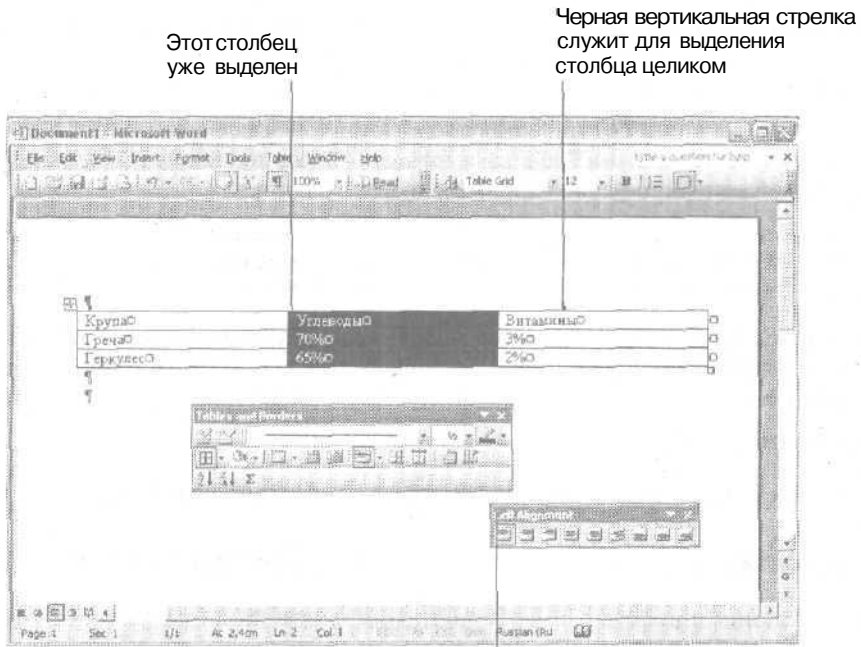 Этот столбец
уже выделен
Черная вертикальная стрелка
служит для выделения
столбца целиком
Document1 - Microsoft Word
File Edit View Insert Format Tools Table Window Help
100% Read Table Grid 12
Крупа Углеводы Витамины
Греча 70% 3%
Геркулес 65% 2%
Tables and Borders
Alignment
Page 1 Sec 1 1/1 At 2,4cm Ln 2 Col 1 Russian (Ru